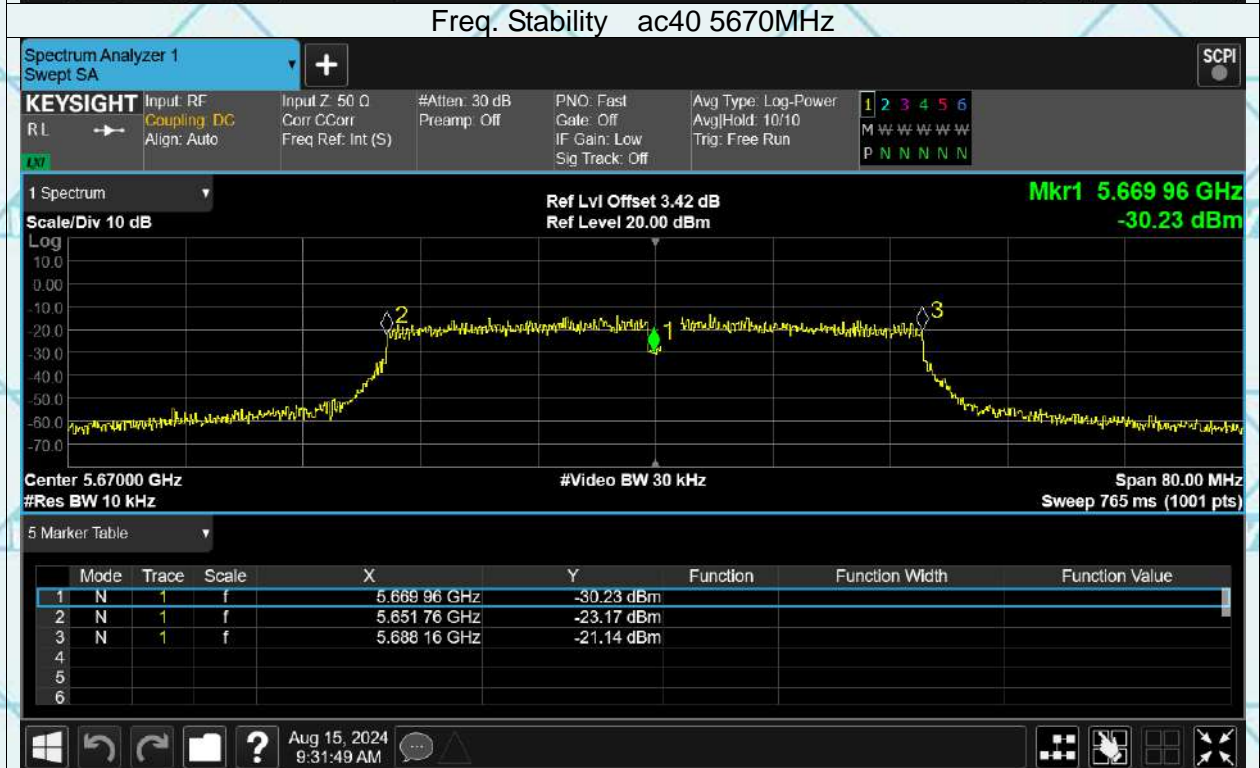 Freq. Stability ac40 5670MHz
Spectrum Analyzer 1
Swept SA
SCPI
KEYSIGHT Input: RF Input Z: 50 Ω #Atten: 30 dB PNO: Fast Avg Type: Log-Power 1 2 3 4 5 6
RL Coupling: DC Corr CCorr Preamp: Off Gate: Off Avg|Hold: 10/10 M W W W W W
Align: Auto Freq Ref: Int (S) IF Gain: Low Trig: Free Run P N N N N N
LXI Sig Track: Off
1 Spectrum Ref Lvl Offset 3.42 dB Mkr1 5.669 96 GHz
Scale/Div 10 dB Ref Level 20.00 dBm -30.23 dBm
Log
10.0
0.00
-10.0
2 3
-20.0
1
-30.0
-40.0
-50.0
-60.0
-70.0
Center 5.67000 GHz #Video BW 30 kHz Span 80.00 MHz
#Res BW 10 kHz Sweep 765 ms (1001 pts)
5 Marker Table
Mode Trace Scale X Y Function Function Width Function Value
1 N 1 f 5.669 96 GHz -30.23 dBm
2 N 1 f 5.651 76 GHz -23.17 dBm
3 N 1 f 5.688 16 GHz -21.14 dBm
4
5
6
Aug 15, 2024
9:31:49 AM